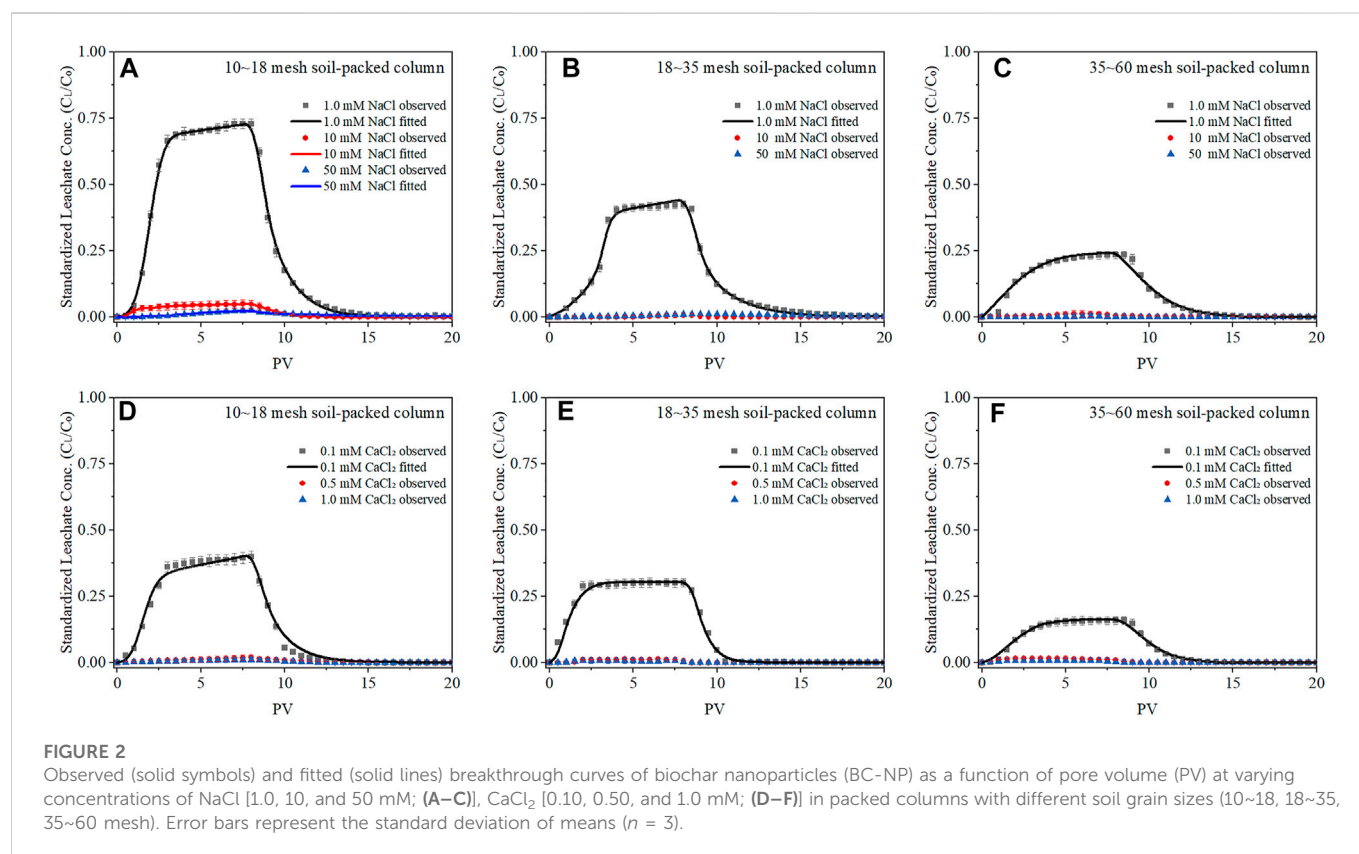 A
10~18 mesh soil-packed column
1.0 mM NaCl observed
1.0 mM NaCl fitted
10 mM NaCl observed
10 mM NaCl fitted
50 mM NaCl observed
50 mM NaCl fitted
Standardized Leachate Conc. (CL/Co)
1.00
0.75
0.50
0.25
0.00
0 5 10 15 20
PV
B
18~35 mesh soil-packed column
1.0 mM NaCl observed
1.0 mM NaCl fitted
10 mM NaCl observed
50 mM NaCl observed
Standardized Leachate Conc. (CL/Co)
1.00
0.75
0.50
0.25
0.00
0 5 10 15 20
PV
C
35~60 mesh soil-packed column
1.0 mM NaCl observed
1.0 mM NaCl fitted
10 mM NaCl observed
50 mM NaCl observed
Standardized Leachate Conc. (CL/Co)
1.00
0.75
0.50
0.25
0.00
0 5 10 15 20
PV
D
10~18 mesh soil-packed column
0.1 mM CaCl₂ observed
0.1 mM CaCl₂ fitted
0.5 mM CaCl₂ observed
1.0 mM CaCl₂ observed
Standardized Leachate Conc. (CL/Co)
1.00
0.75
0.50
0.25
0.00
0 5 10 15 20
PV
E
18~35 mesh soil-packed column
0.1 mM CaCl₂ observed
0.1 mM CaCl₂ fitted
0.5 mM CaCl₂ observed
1.0 mM CaCl₂ observed
Standardized Leachate Conc. (CL/Co)
1.00
0.75
0.50
0.25
0.00
0 5 10 15 20
PV
F
35~60 mesh soil-packed column
0.1 mM CaCl₂ observed
0.1 mM CaCl₂ fitted
0.5 mM CaCl₂ observed
1.0 mM CaCl₂ observed
Standardized Leachate Conc. (CL/Co)
1.00
0.75
0.50
0.25
0.00
0 5 10 15 20
PV
FIGURE 2
Observed (solid symbols) and fitted (solid lines) breakthrough curves of biochar nanoparticles (BC-NP) as a function of pore volume (PV) at varying
concentrations of NaCl [1.0, 10, and 50 mM; (A–C)], CaCl₂ [0.10, 0.50, and 1.0 mM; (D–F)] in packed columns with different soil grain sizes (10~18, 18~35,
35~60 mesh). Error bars represent the standard deviation of means (n = 3).